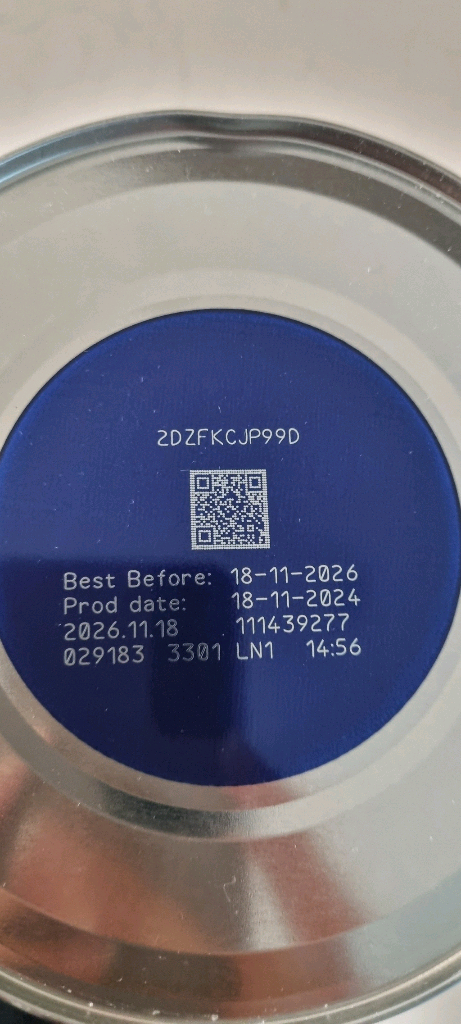 2DZFKCJP99D
Best Before: 18-11-2026
Prod date: 18-11-2024
2026.11.18 111439277
029183 3301 LN1 14:56